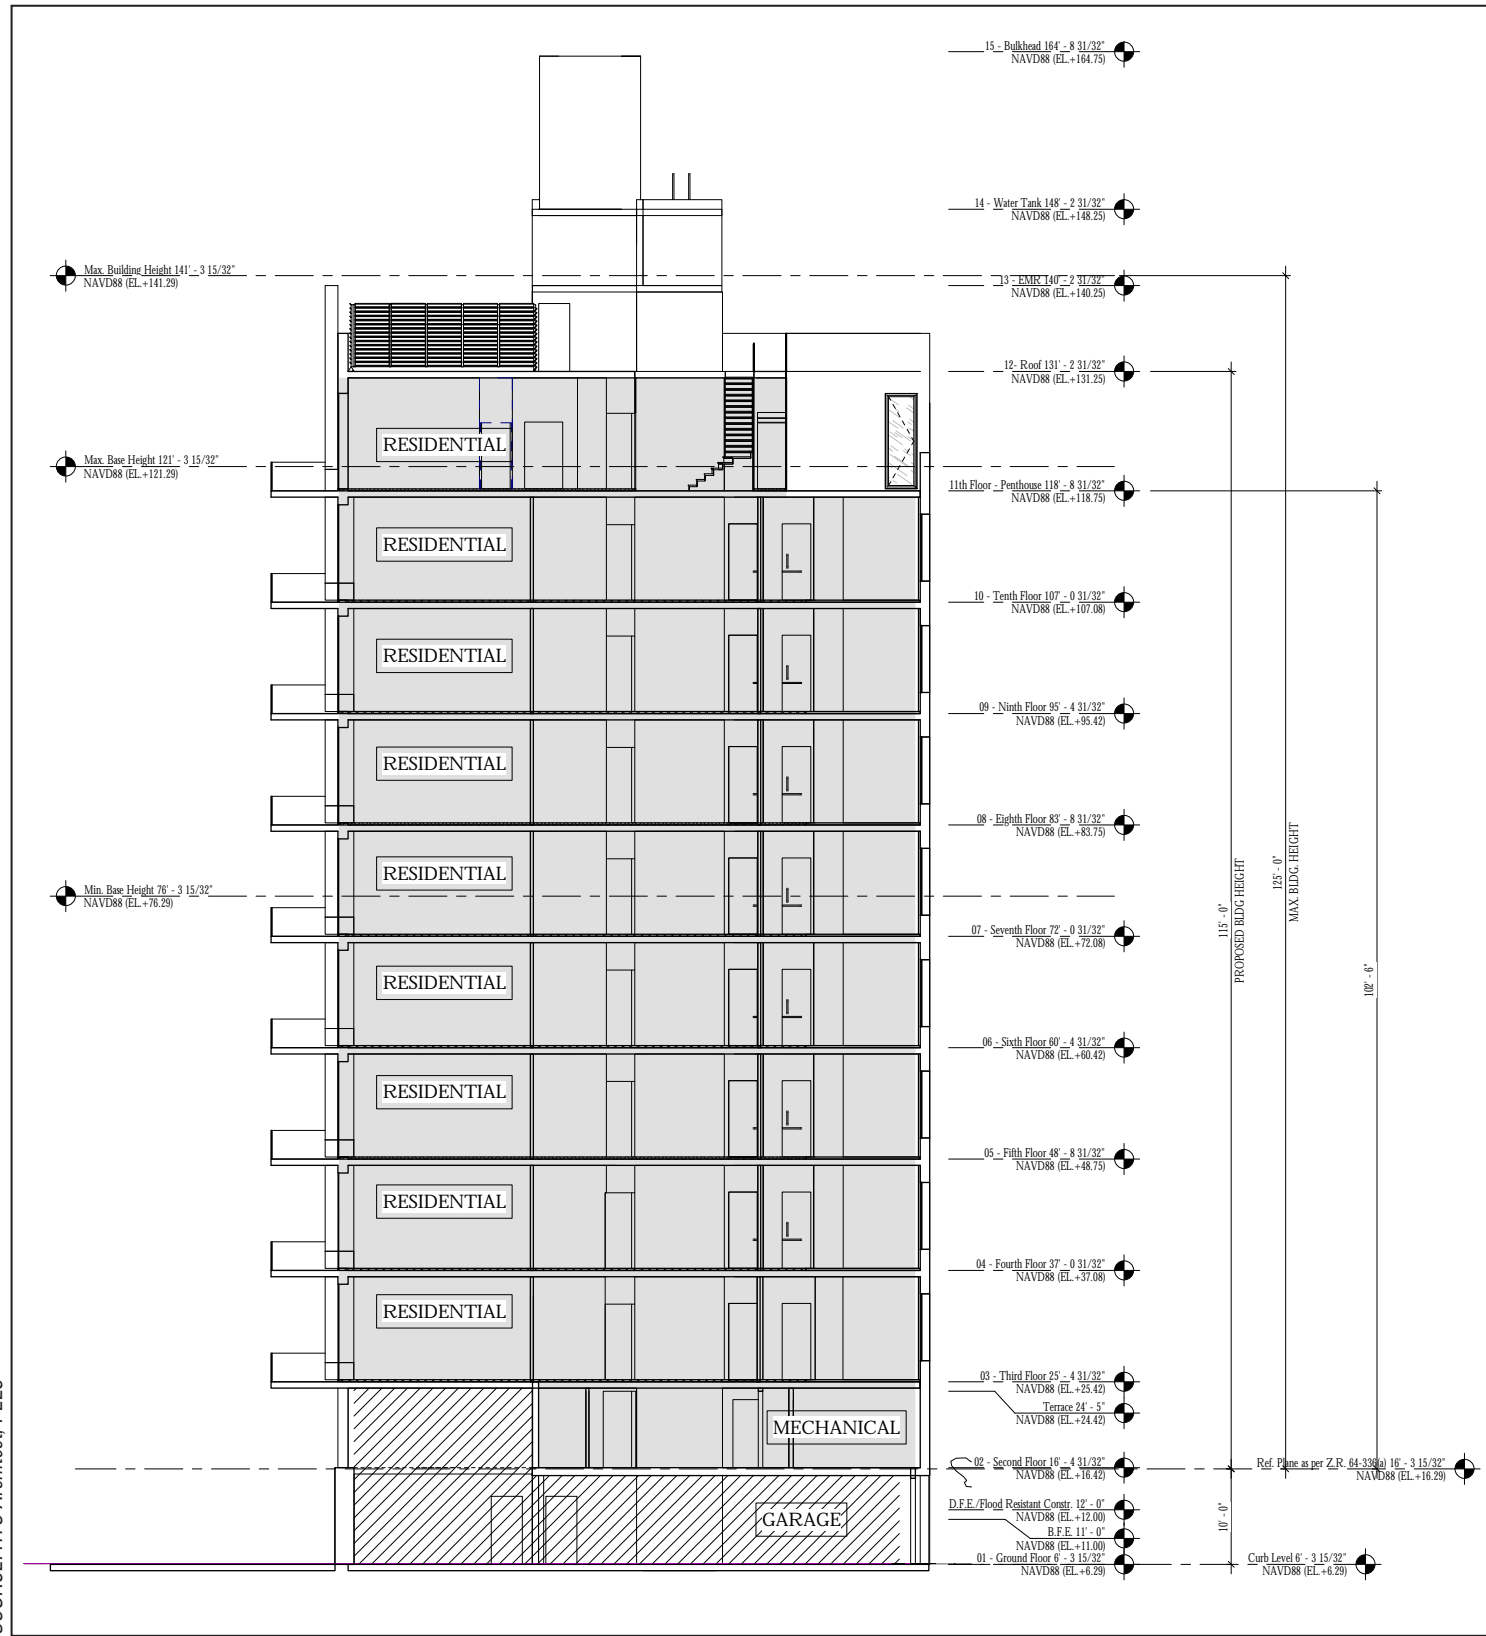 15 - Bulkhead 164' - 8 31/32"
NAVD88 (EL.+164.75)
14 - Water Tank 148' - 2 31/32"
NAVD88 (EL.+148.25)
Max. Building Height 141' - 3 15/32"
NAVD88 (EL.+141.29)
13 - EMR 140' - 2 31/32"
NAVD88 (EL.+140.25)
12- Roof 131' - 2 31/32"
NAVD88 (EL.+131.25)
RESIDENTIAL
Max. Base Height 121' - 3 15/32"
NAVD88 (EL.+121.29)
11th Floor - Penthouse 118' - 8 31/32"
NAVD88 (EL.+118.75)
RESIDENTIAL
10 - Tenth Floor 107' - 0 31/32"
NAVD88 (EL.+107.08)
RESIDENTIAL
09 - Ninth Floor 95' - 4 31/32"
NAVD88 (EL.+95.42)
RESIDENTIAL
08 - Eighth Floor 83' - 8 31/32"
NAVD88 (EL.+83.75)
RESIDENTIAL
Min. Base Height 76' - 3 15/32"
NAVD88 (EL.+76.29)
07 - Seventh Floor 72' - 0 31/32"
NAVD88 (EL.+72.08)
115' - 0"
PROPOSED BLDG HEIGHT
125' - 0"
MAX. BLDG. HEIGHT
102' - 6"
RESIDENTIAL
06 - Sixth Floor 60' - 4 31/32"
NAVD88 (EL.+60.42)
RESIDENTIAL
05 - Fifth Floor 48' - 8 31/32"
NAVD88 (EL.+48.75)
RESIDENTIAL
04 - Fourth Floor 37' - 0 31/32"
NAVD88 (EL.+37.08)
RESIDENTIAL
03 - Third Floor 25' - 4 31/32"
NAVD88 (EL.+25.42)
Terrace 24' - 5"
NAVD88 (EL.+24.42)
MECHANICAL
02 - Second Floor 16' - 4 31/32"
NAVD88 (EL.+16.42)
Ref. Plane as per Z.R. 64-336(a) 16' - 3 15/32"
NAVD88 (EL.+16.29)
GARAGE
D.F.E./Flood Resistant Constr. 12' - 0"
NAVD88 (EL.+12.00)
B.F.E. 11' - 0"
NAVD88 (EL.+11.00)
10' - 0"
01 - Ground Floor 6' - 3 15/32"
NAVD88 (EL.+6.29)
Curb Level 6' - 3 15/32"
NAVD88 (EL.+6.29)